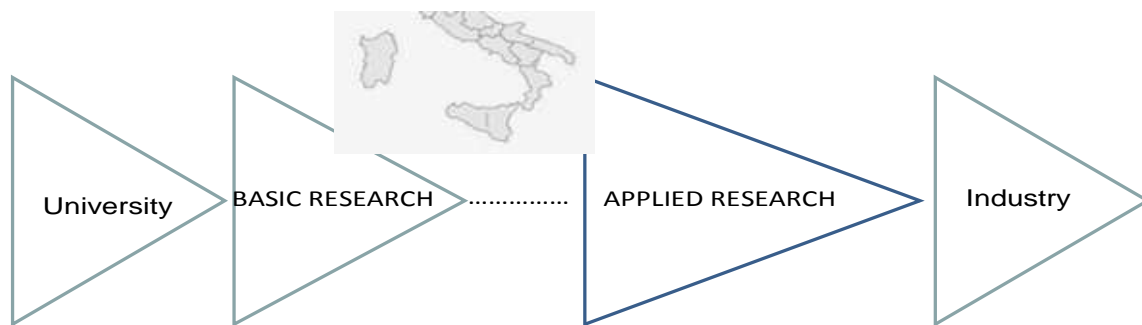 University
BASIC RESEARCH
...............
APPLIED RESEARCH
Industry